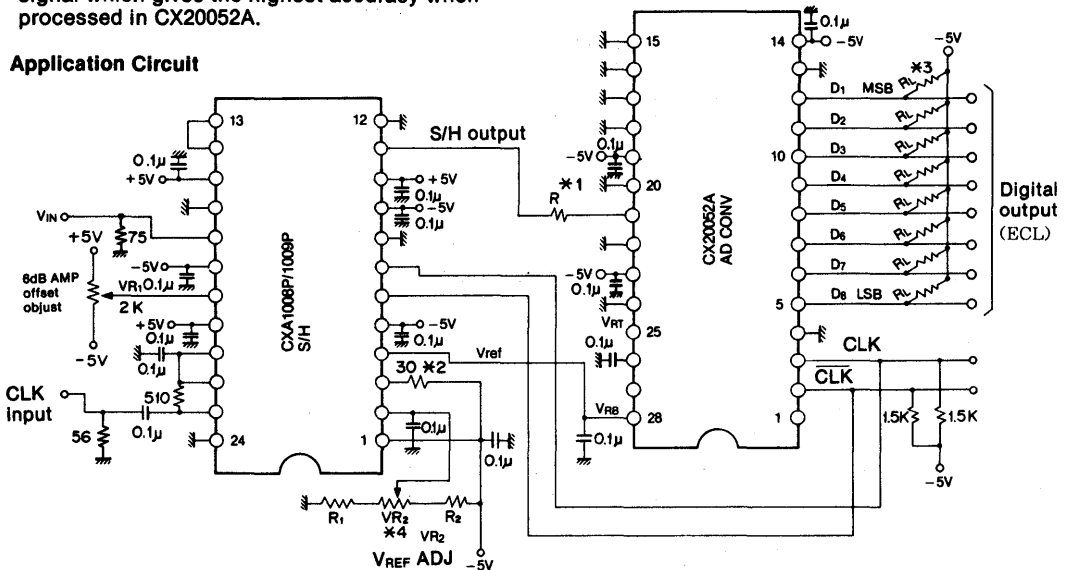 signal which gives the highest accuracy when
processed in CX20052A.
Application Circuit
13
12
S/H output
0.1μ
+5V
+5V
0.1μ
-5V
0.1μ
VIN
75
+5V
-5V
0.1μ
6dB AMP
offset
objust
VR1
2K
-5V
+5V
0.1μ
-5V
0.1μ
CXA1008P/1009P
S/H
0.1μ
510
CLK
input
56
0.1μ
24
Vref
30 *2
0.1μ
1
0.1μ
R1
VR2
*4
VR2
R2
VREF ADJ
-5V
R
*1
15
14
0.1μ
-5V
0.1μ
-5V
20
-5V
0.1μ
VRT
25
0.1μ
VRB
28
0.1μ
CX20052A
AD CONV
10
5
1
-5V
*3
D1 MSB RL
D2 RL
D3 RL
D4 RL
D5 RL
D6 RL
D7 RL
D8 LSB RL
Digital
output
(ECL)
CLK
CLK
1.5K
1.5K
-5V